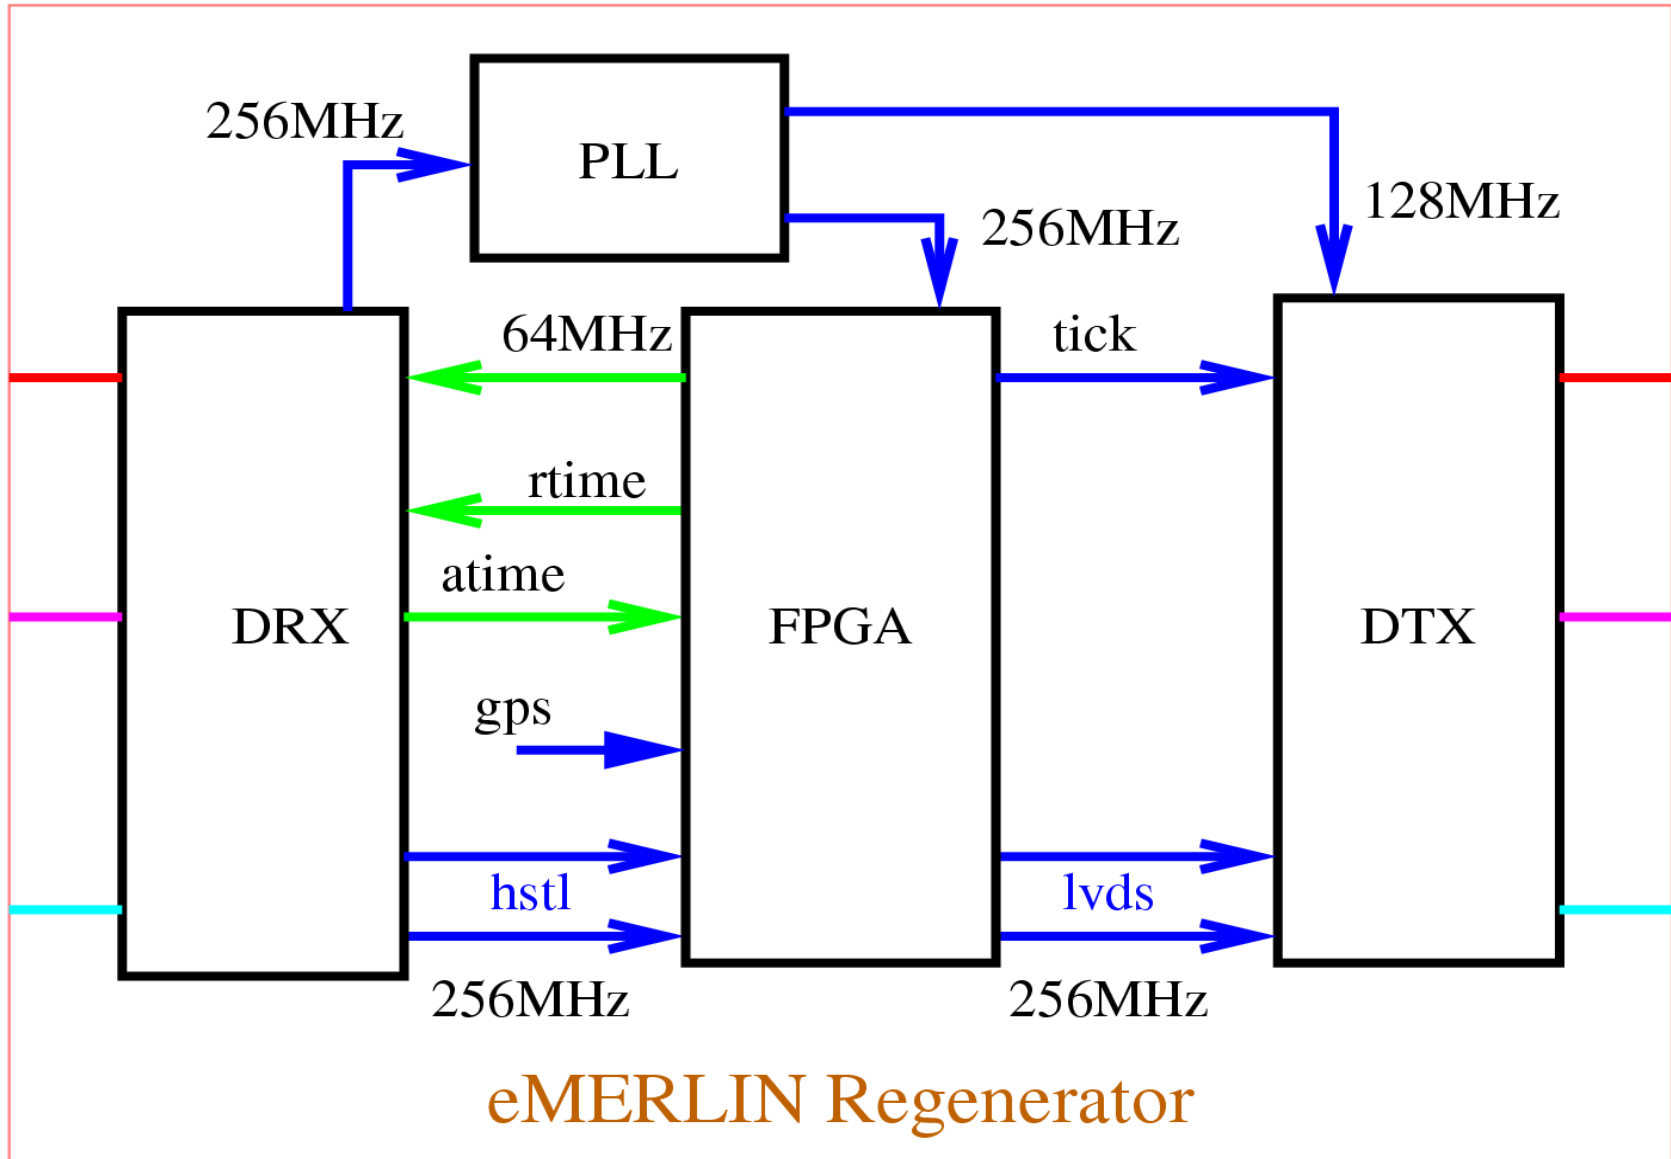 256MHz
PLL
128MHz
256MHz
64MHz
tick
rtime
atime
DRX
FPGA
DTX
gps
hstl
lvds
256MHz
256MHz
eMERLIN Regenerator